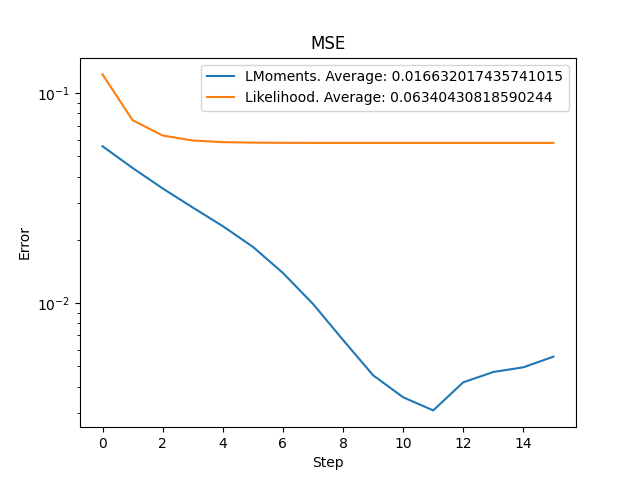 MSE
LMoments. Average: 0.016632017435741015
Likelihood. Average: 0.06340430818590244
10⁻¹
10⁻²
Error
0 2 4 6 8 10 12 14
Step